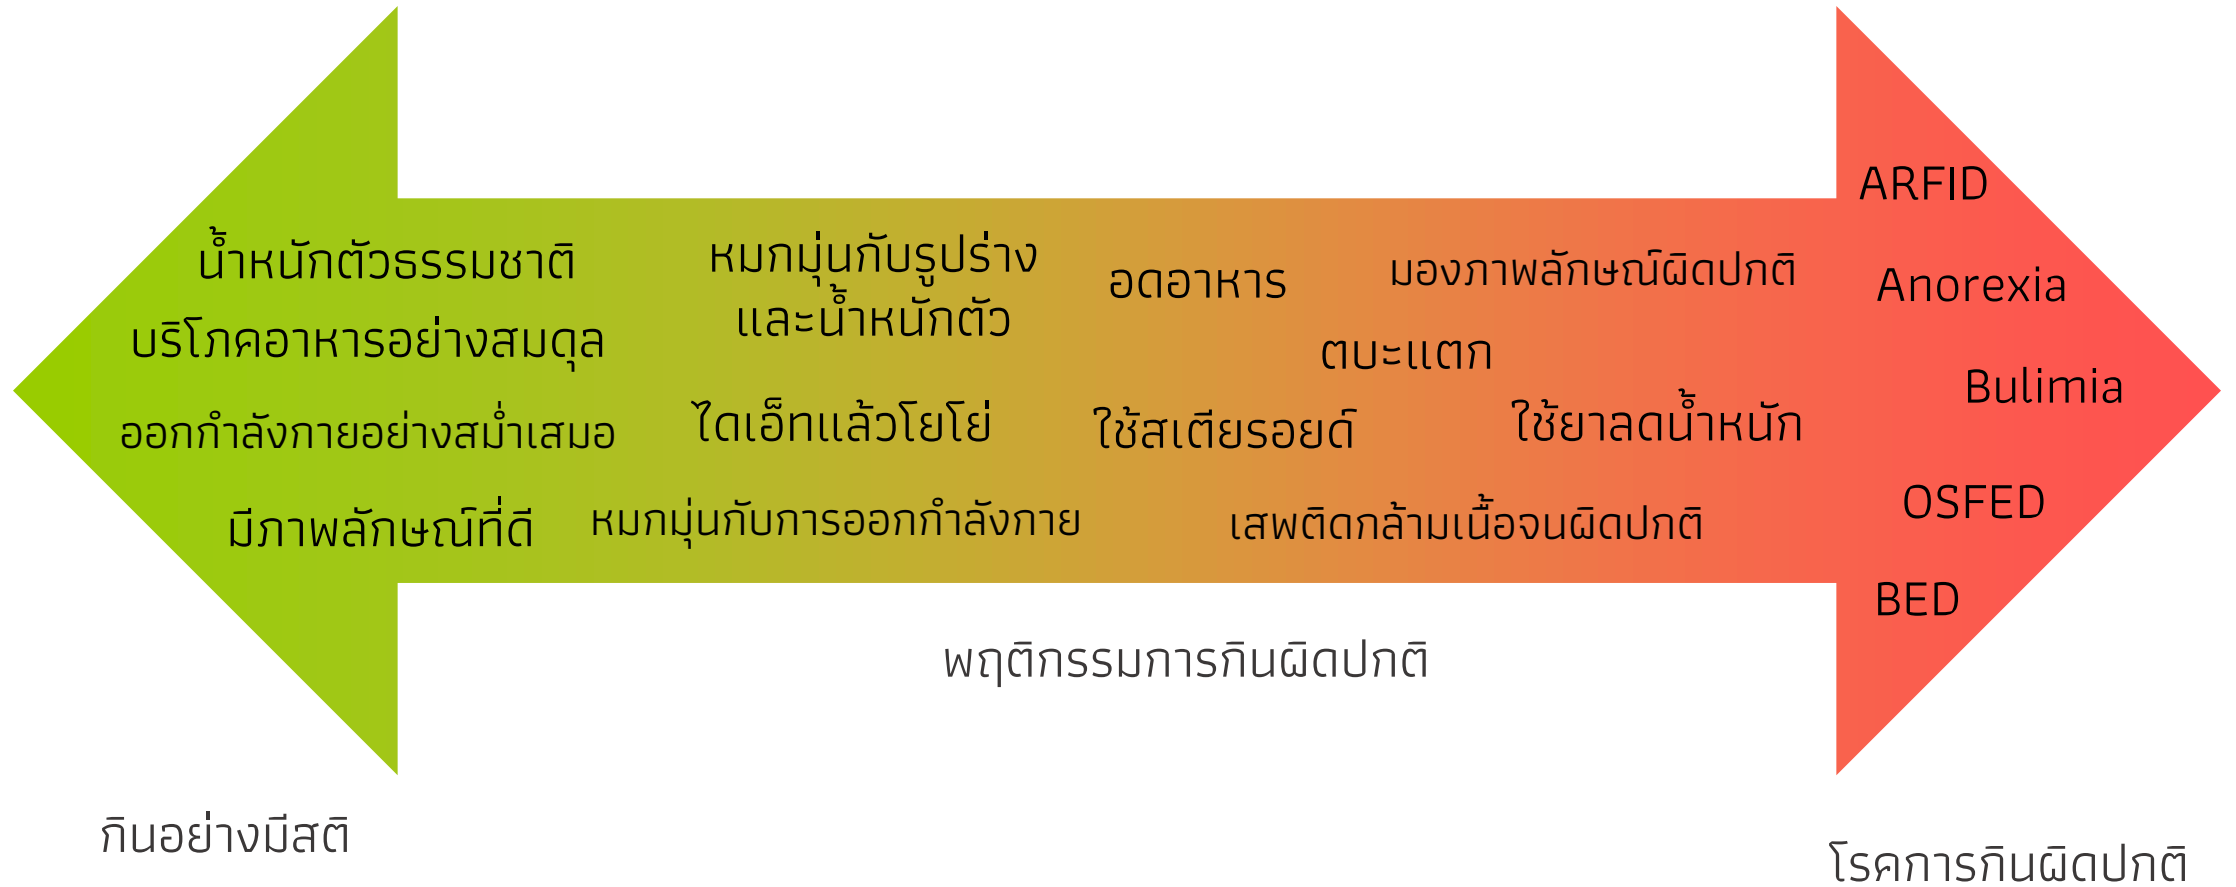 น้ำหนักตัวธรรมชาติ
บริโภคอาหารอย่างสมดุล
ออกกำลังกายอย่างสม่ำเสมอ
มีภาพลักษณ์ที่ดี
หมกมุ่นกับรูปร่าง
และน้ำหนักตัว
ไดเอ็ทแล้วโยโย่
หมกมุ่นกับการออกกำลังกาย
อดอาหาร
ตบะแตก
ใช้สเตียรอยด์
มองภาพลักษณ์ผิดปกติ
ใช้ยาลดน้ำหนัก
เสพติดกล้ามเนื้อจนผิดปกติ
ARFID
Anorexia
Bulimia
OSFED
BED
พฤติกรรมการกินผิดปกติ
กินอย่างมีสติ
โรคการกินผิดปกติ